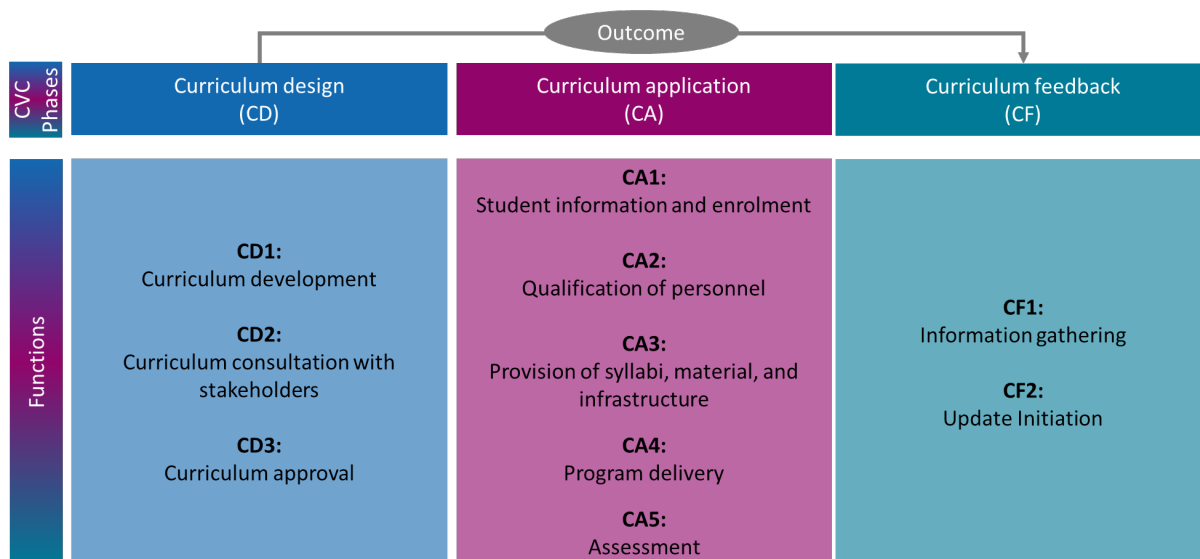 Outcome
CVC
Phases
Curriculum design
(CD)
Curriculum application
(CA)
Curriculum feedback
(CF)
Functions
CD1:
Curriculum development
CD2:
Curriculum consultation with
stakeholders
CD3:
Curriculum approval
CA1:
Student information and enrolment
CA2:
Qualification of personnel
CA3:
Provision of syllabi, material, and
infrastructure
CA4:
Program delivery
CA5:
Assessment
CF1:
Information gathering
CF2:
Update Initiation